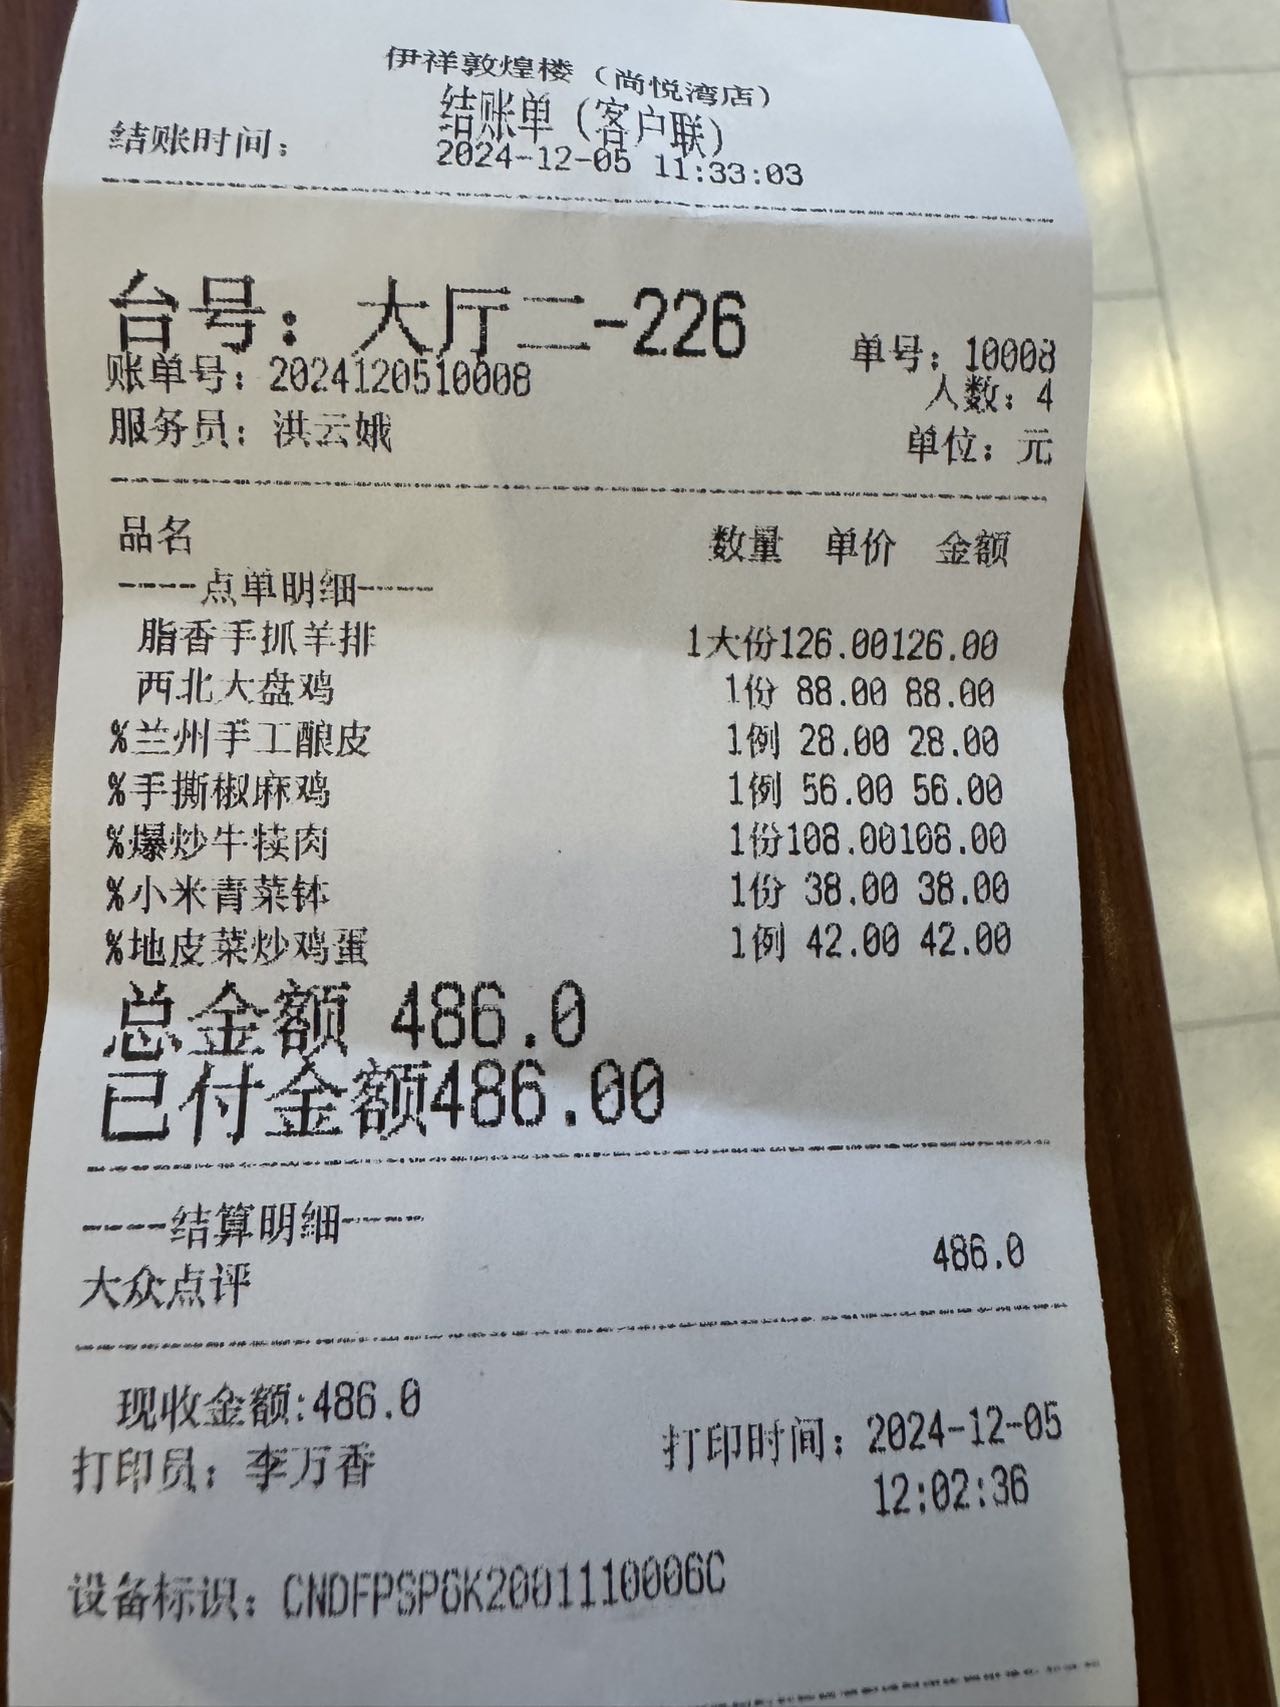 伊祥敦煌楼（尚悦湾店）
结账单（客户联）
结账时间： 2024-12-05 11:33:03
台号：大厅二-226
单号：10008
账单号：2024120510008
人数：4
服务员：洪云娥
单位：元
品名 数量 单价 金额
----点单明细----
脂香手抓羊排 1大份126.00126.00
西北大盘鸡 1份 88.00 88.00
%兰州手工酿皮 1例 28.00 28.00
%手撕椒麻鸡 1例 56.00 56.00
%爆炒牛犊肉 1份108.00108.00
%小米青菜钵 1份 38.00 38.00
%地皮菜炒鸡蛋 1例 42.00 42.00
总金额 486.0
已付金额486.00
----结算明细----
大众点评 486.0
现收金额:486.0
打印员：李万香 打印时间：2024-12-05
12:02:36
设备标识：CNDFPSP6K2001110006C